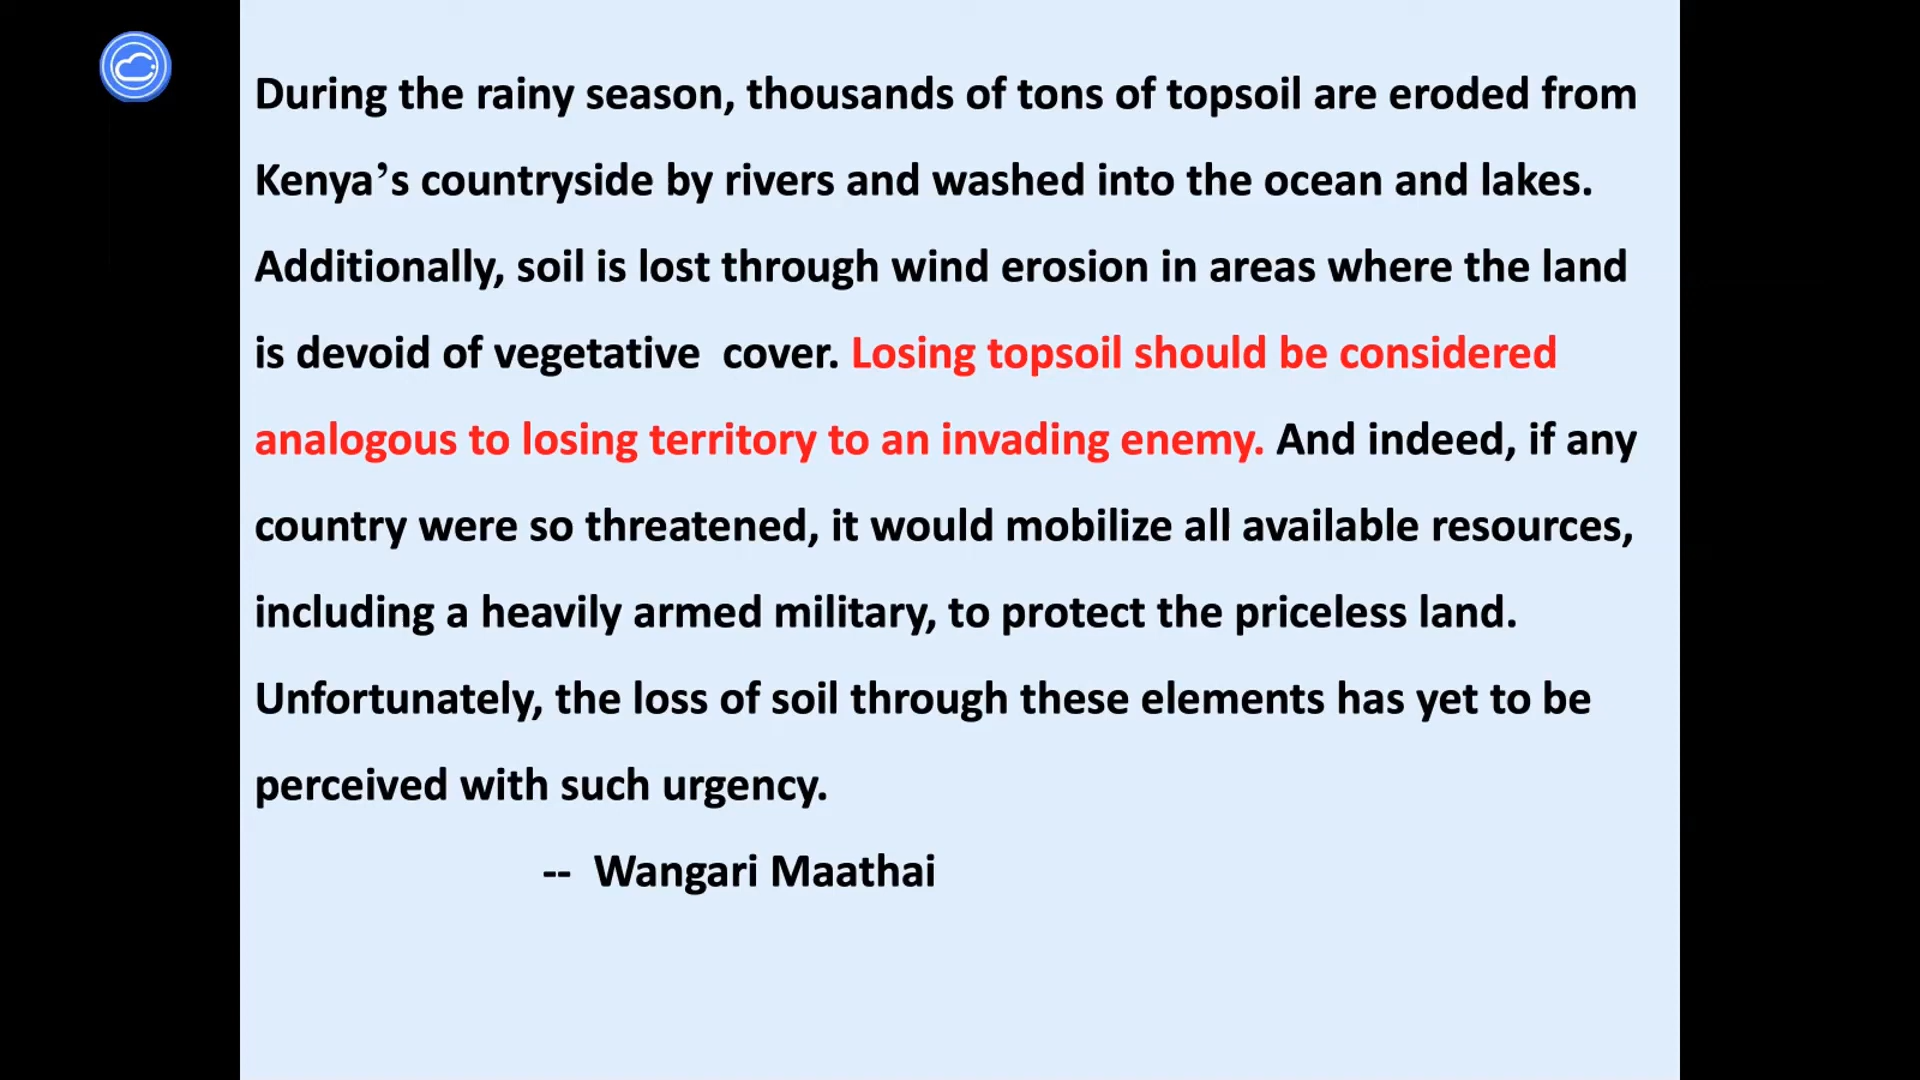 During the rainy season, thousands of tons of topsoil are eroded from
Kenya’s countryside by rivers and washed into the ocean and lakes.
Additionally, soil is lost through wind erosion in areas where the land
is devoid of vegetative  cover. Losing topsoil should be considered
analogous to losing territory to an invading enemy. And indeed, if any
country were so threatened, it would mobilize all available resources,
including a heavily armed military, to protect the priceless land.
Unfortunately, the loss of soil through these elements has yet to be
perceived with such urgency.
--  Wangari Maathai